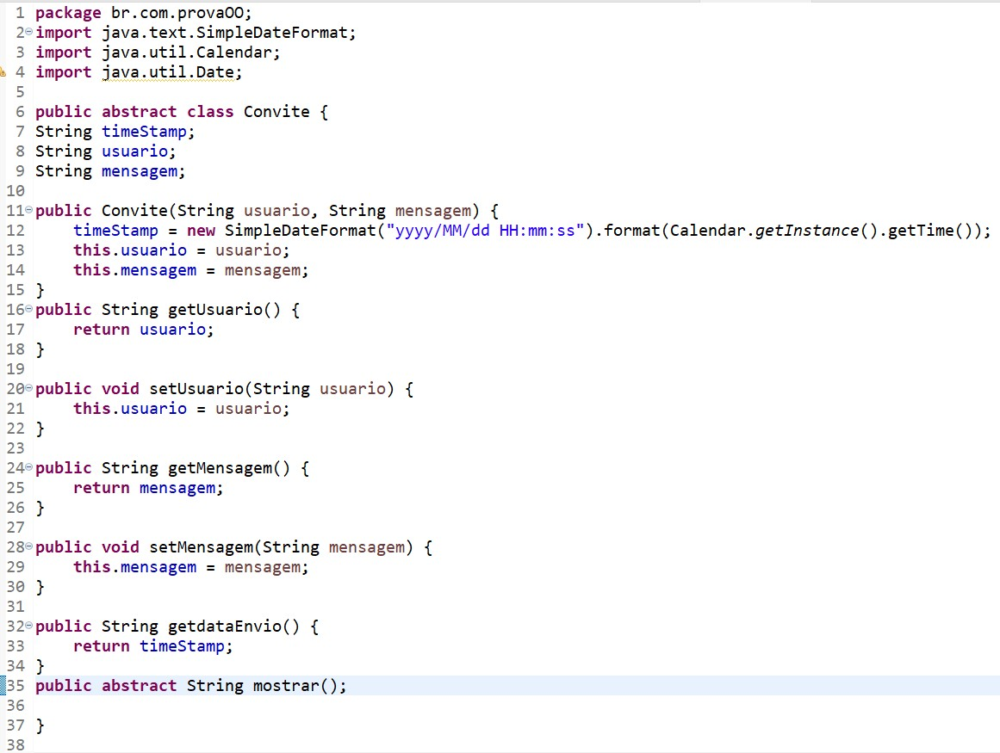 1 package br.com.provaOO;
2 import java.text.SimpleDateFormat;
3 import java.util.Calendar;
4 import java.util.Date;
5
6 public abstract class Convite {
7 String timeStamp;
8 String usuario;
9 String mensagem;
10
11 public Convite(String usuario, String mensagem) {
12     timeStamp = new SimpleDateFormat("yyyy/MM/dd HH:mm:ss").format(Calendar.getInstance().getTime());
13     this.usuario = usuario;
14     this.mensagem = mensagem;
15 }
16 public String getUsuario() {
17     return usuario;
18 }
19
20 public void setUsuario(String usuario) {
21     this.usuario = usuario;
22 }
23
24 public String getMensagem() {
25     return mensagem;
26 }
27
28 public void setMensagem(String mensagem) {
29     this.mensagem = mensagem;
30 }
31
32 public String getdataEnvio() {
33     return timeStamp;
34 }
35 public abstract String mostrar();
36
37 }
38